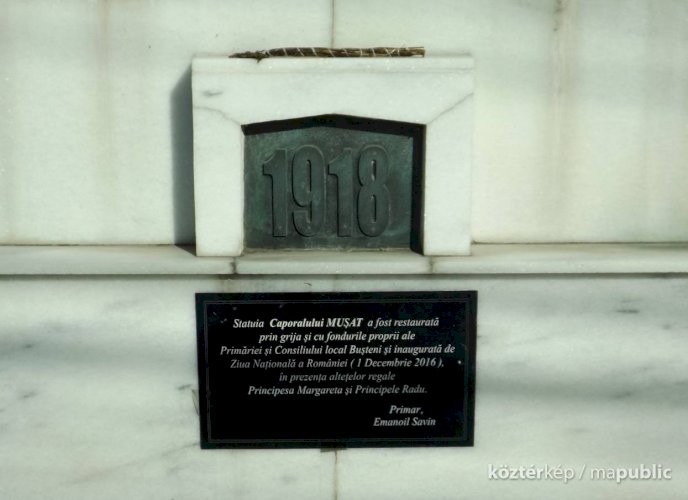 1918
Statuia Caporalului MUŞAT a fost restaurată
prin grija şi cu fondurile proprii ale
Primăriei şi Consiliului local Buşteni şi inaugurată de
Ziua Naţională a României ( 1 Decembrie 2016 ),
în prezenţa alteţelor regale
Principesa Margareta şi Principele Radu.
Primar,
Emanoil Savin
köztérkép / mapublic